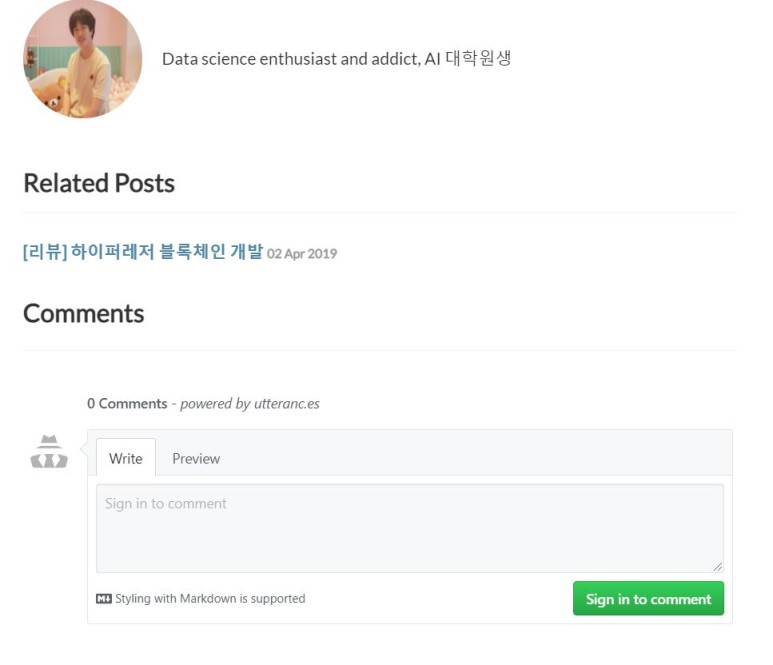 Data science enthusiast and addict, AI 대학원생
Related Posts
[리뷰] 하이퍼레저 블록체인 개발 02 Apr 2019
Comments
0 Comments - powered by utteranc.es
Write Preview
Sign in to comment
M↓ Styling with Markdown is supported
Sign in to comment